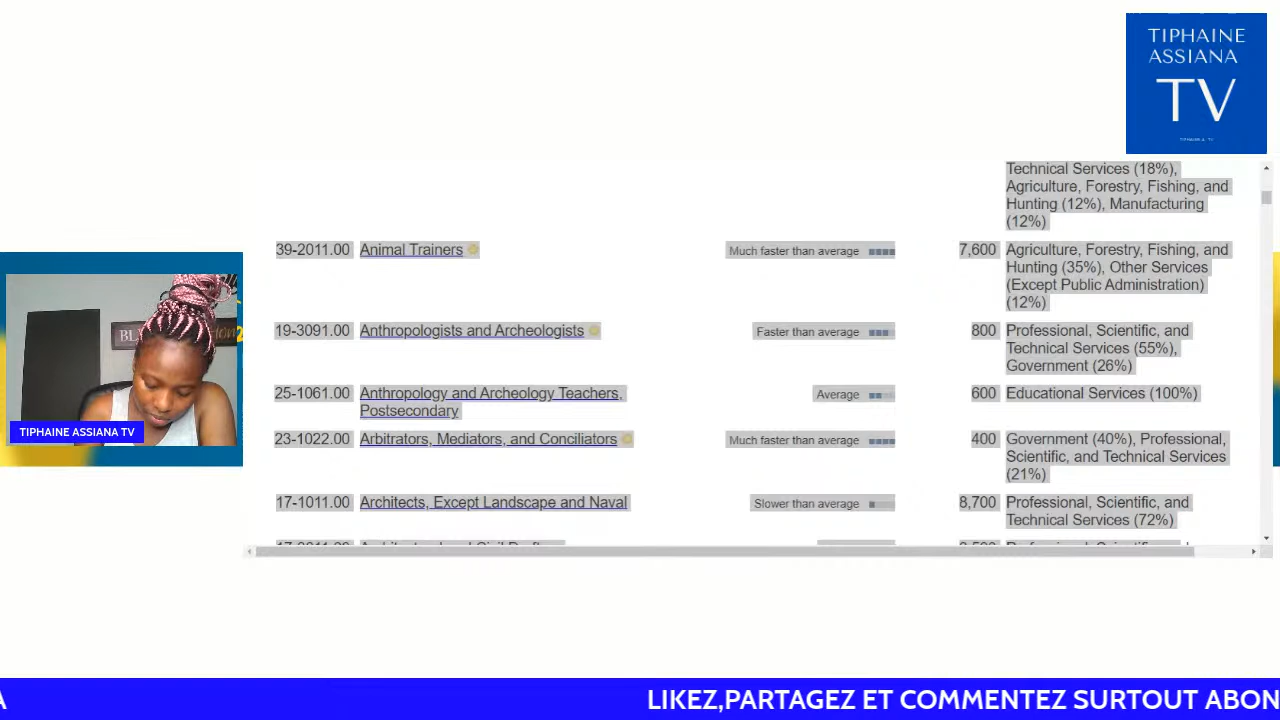 TIPHAINE
ASSIANA
TV
Technical Services (18%),
Agriculture, Forestry, Fishing, and
Hunting (12%), Manufacturing
(12%)
39-2011.00 Animal Trainers Much faster than average 7,600 Agriculture, Forestry, Fishing, and
Hunting (35%), Other Services
(Except Public Administration)
(12%)
19-3091.00 Anthropologists and Archeologists Faster than average 800 Professional, Scientific, and
Technical Services (55%),
Government (26%)
25-1061.00 Anthropology and Archeology Teachers, Average 600 Educational Services (100%)
Postsecondary
23-1022.00 Arbitrators, Mediators, and Conciliators Much faster than average 400 Government (40%), Professional,
Scientific, and Technical Services
(21%)
17-1011.00 Architects, Except Landscape and Naval Slower than average 8,700 Professional, Scientific, and
Technical Services (72%)
TIPHAINE ASSIANA TV
A LIKEZ,PARTAGEZ ET COMMENTEZ SURTOUT ABON